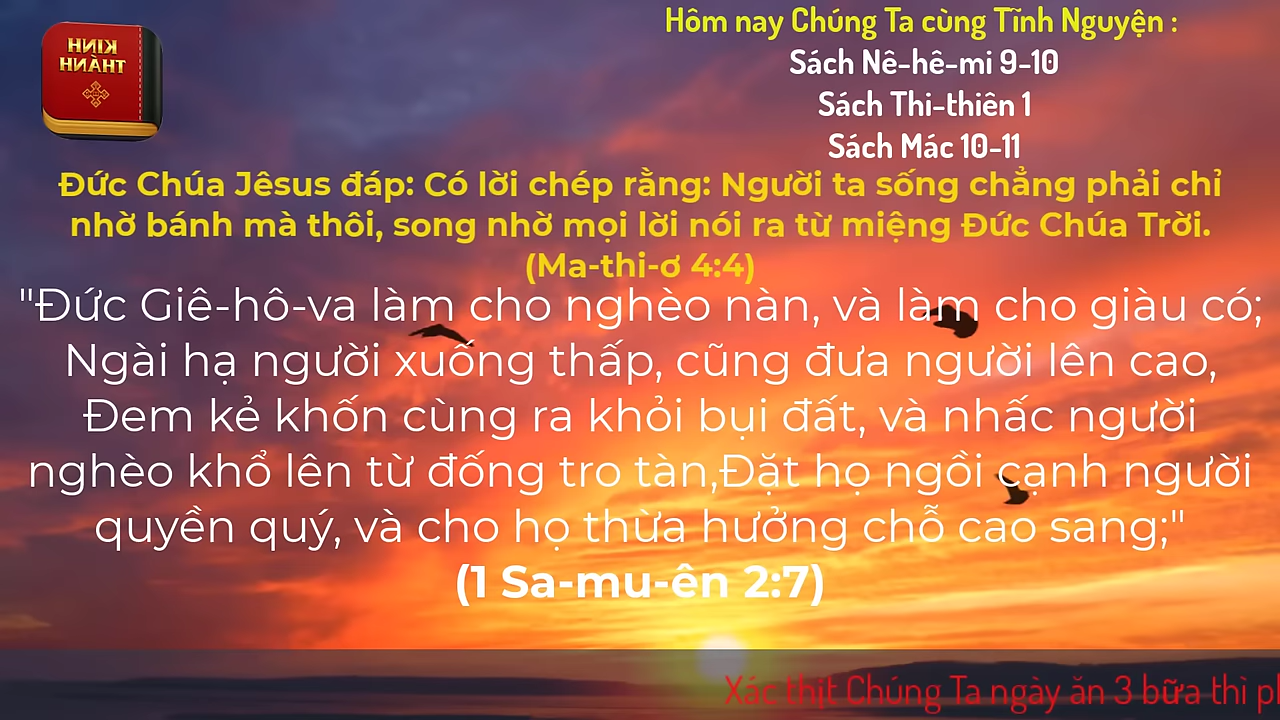 KINH
THÁNH
Hôm nay Chúng Ta cùng Tĩnh Nguyện :
Sách Nê-hê-mi 9-10
Sách Thi-thiên 1
Sách Mác 10-11
Đức Chúa Jêsus đáp: Có lời chép rằng: Người ta sống chẳng phải chỉ
nhờ bánh mà thôi, song nhờ mọi lời nói ra từ miệng Đức Chúa Trời.
(Ma-thi-ơ 4:4)
"Đức Giê-hô-va làm cho nghèo nàn, và làm cho giàu có;
Ngài hạ người xuống thấp, cũng đưa người lên cao,
Đem kẻ khốn cùng ra khỏi bụi đất, và nhấc người
nghèo khổ lên từ đống tro tàn,Đặt họ ngồi cạnh người
quyền quý, và cho họ thừa hưởng chỗ cao sang;"
(1 Sa-mu-ên 2:7)
Xác thịt Chúng Ta ngày ăn 3 bữa thì